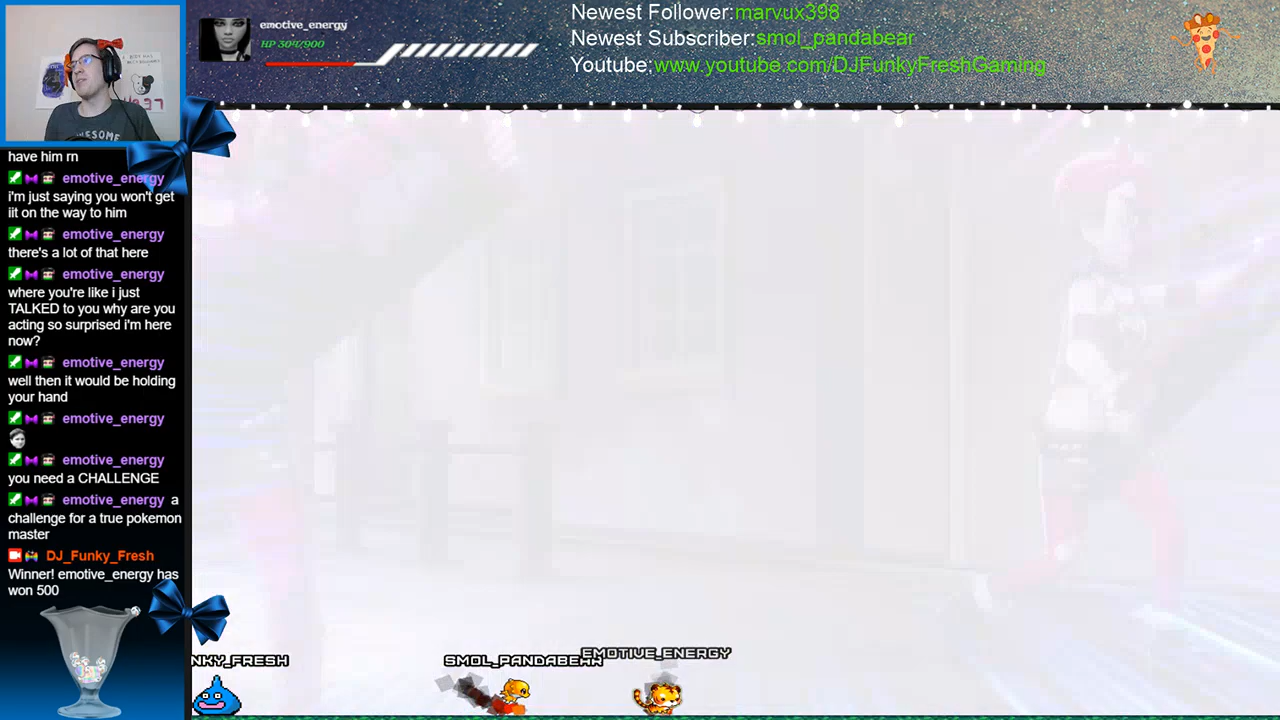 emotive_energy
HP 304/900
Newest Follower:marvux398
Newest Subscriber:smol_pandabear
Youtube;www.youtube.com/DJFunkyFreshGaming
AWESOME
have him rn
emotive_energy
i'm just saying you won't get
iit on the way to him
emotive_energy
there's a lot of that here
emotive_energy
where you're like i just
TALKED to you why are you
acting so surprised i'm here
now?
emotive_energy
well then it would be holding
your hand
emotive_energy
emotive_energy
you need a CHALLENGE
emotive_energy a
challenge for a true pokemon
master
DJ_Funky_Fresh
Winner! emotive_energy has
won 500
NKY_FRESH
SMOL_PANDABEAR
EMOTIVE_ENERGY